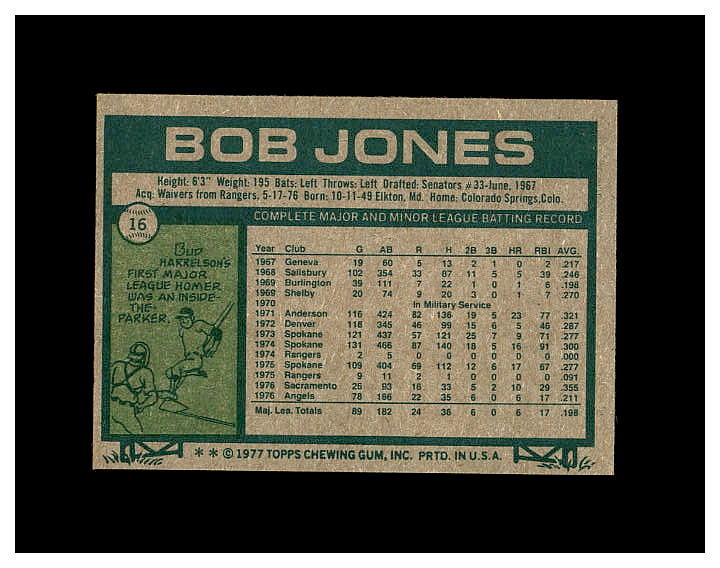 BOB JONES
Height: 6'3" Weight: 195 Bats: Left Throws: Left Drafted: Senators #33-June, 1967
Acq: Waivers from Rangers, 5-17-76 Born: 10-11-49 Elkton, Md. Home: Colorado Springs, Colo.
16
COMPLETE MAJOR AND MINOR LEAGUE BATTING RECORD
BUD
HARRELSON'S
FIRST MAJOR
LEAGUE HOMER
WAS AN INSIDE-
THE-
PARKER.
Year Club G AB R H 2B 3B HR RBI AVG.
1967 Geneva 19 60 5 13 2 1 0 2 .217
1968 Salisbury 102 354 33 87 11 5 5 39 .246
1969 Burlington 39 111 7 22 1 0 1 6 .198
1969 Shelby 20 74 9 20 3 0 1 7 .270
1970 In Military Service
1971 Anderson 116 424 82 136 19 5 23 77 .321
1972 Denver 118 345 46 99 15 6 5 46 .287
1973 Spokane 121 437 57 121 25 7 9 71 .277
1974 Spokane 131 466 87 140 18 5 16 91 .300
1974 Rangers 2 5 0 0 0 0 0 0 .000
1975 Spokane 109 404 69 112 12 6 17 67 .277
1975 Rangers 9 11 2 1 0 0 0 0 .091
1976 Sacramento 26 93 16 33 5 2 10 29 .355
1976 Angels 78 166 22 35 6 0 6 17 .211
Maj. Lea. Totals 89 182 24 36 6 0 6 17 .198
** © 1977 TOPPS CHEWING GUM, INC. PRTD. IN U.S.A.